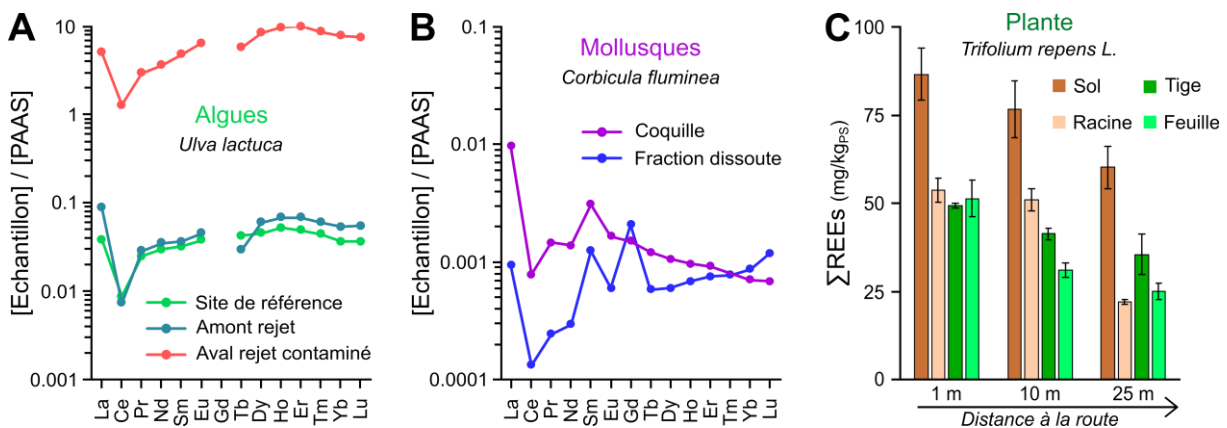 A
[Echantillon] / [PAAS]
10
1
0.1
0.01
0.001
Algues
Ulva lactuca
Site de référence
Amont rejet
Aval rejet contaminé
La Ce Pr Nd Sm Eu Gd Tb Dy Ho Er Tm Yb Lu
B
[Echantillon] / [PAAS]
0.1
0.01
0.001
0.0001
Mollusques
Corbicula fluminea
Coquille
Fraction dissoute
La Ce Pr Nd Sm Eu Gd Tb Dy Ho Er Tm Yb Lu
C
∑REEs (mg/kgPS)
100
75
50
25
0
Plante
Trifolium repens L.
Sol Tige
Racine Feuille
1 m 10 m 25 m
Distance à la route